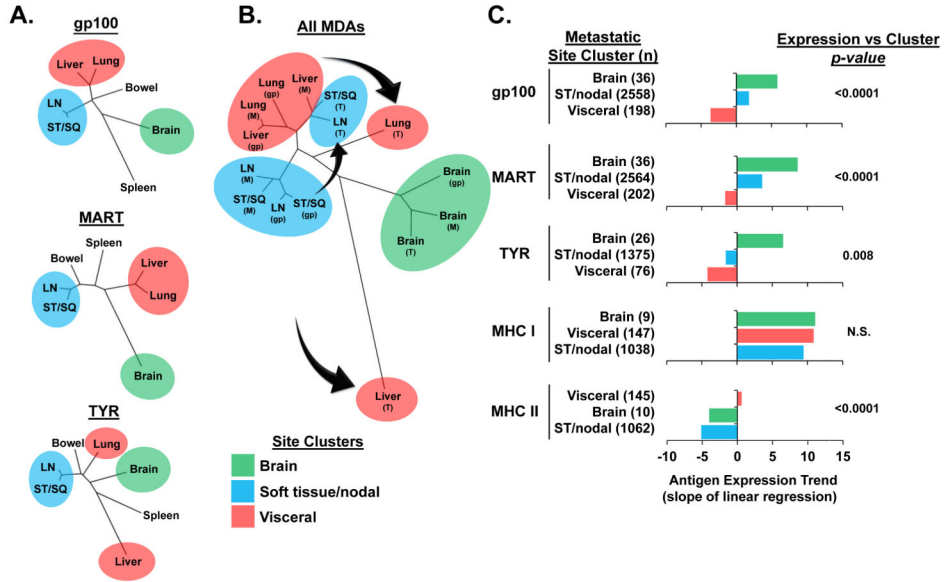 A.
gp100
Liver
Lung
Bowel
LN
ST/SQ
Brain
Spleen
MART
Spleen
Bowel
Liver
LN
ST/SQ
Lung
Brain
TYR
Bowel
Lung
LN
Brain
ST/SQ
Spleen
Liver
B.
All MDAs
Lung
(gp)
Liver
(M)
ST/SQ
(T)
Lung
(M)
LN
(T)
Lung
(T)
Liver
(gp)
LN
(M)
ST/SQ
(M)
LN
(gp)
ST/SQ
(gp)
Brain
(gp)
Brain
(M)
Brain
(T)
Liver
(T)
Site Clusters
Brain
Soft tissue/nodal
Visceral
C.
Metastatic
Site Cluster (n)
Expression vs Cluster
p-value
gp100
Brain (36)
ST/nodal (2558)
Visceral (198)
<0.0001
MART
Brain (36)
ST/nodal (2564)
Visceral (202)
<0.0001
TYR
Brain (26)
ST/nodal (1375)
Visceral (76)
0.008
MHC I
Brain (9)
Visceral (147)
ST/nodal (1038)
N.S.
MHC II
Visceral (145)
Brain (10)
ST/nodal (1062)
<0.0001
-10 -5 0 5 10 15
Antigen Expression Trend
(slope of linear regression)